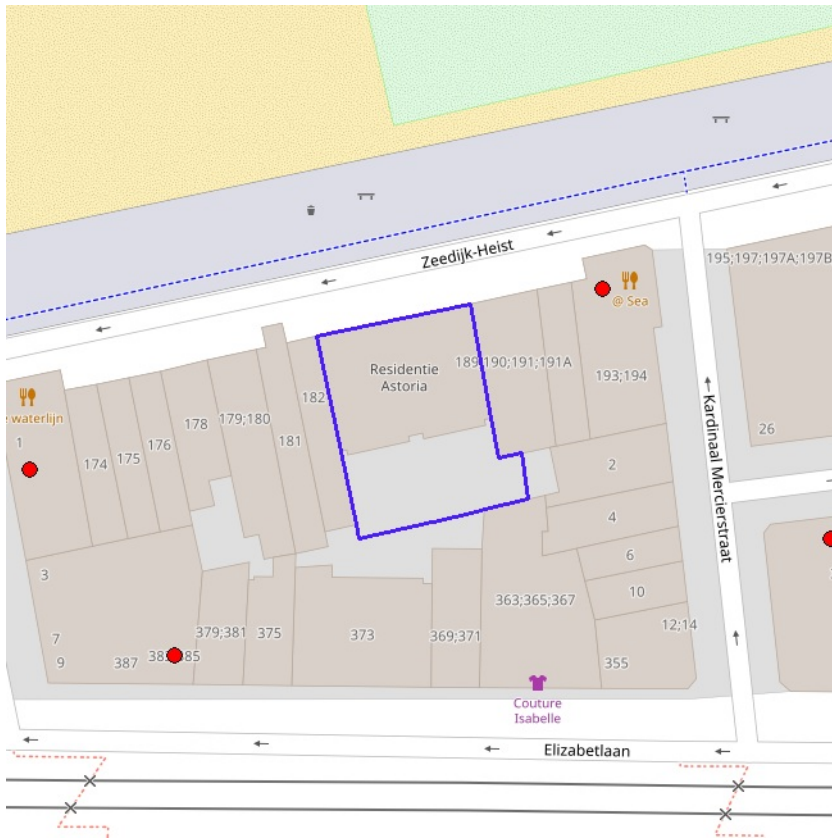 Zeedijk-Heist
195;197;197A;197B
@ Sea
Residentie
Astoria
189;190;191;191A
193;194
182
waterlijn
1
178
179;180
181
174
175
176
26
Kardinaal Mercierstraat
2
4
6
10
12;14
3
7
9
387
379;381
375
373
369;371
363;365;367
355
Couture
Isabelle
Elizabetlaan